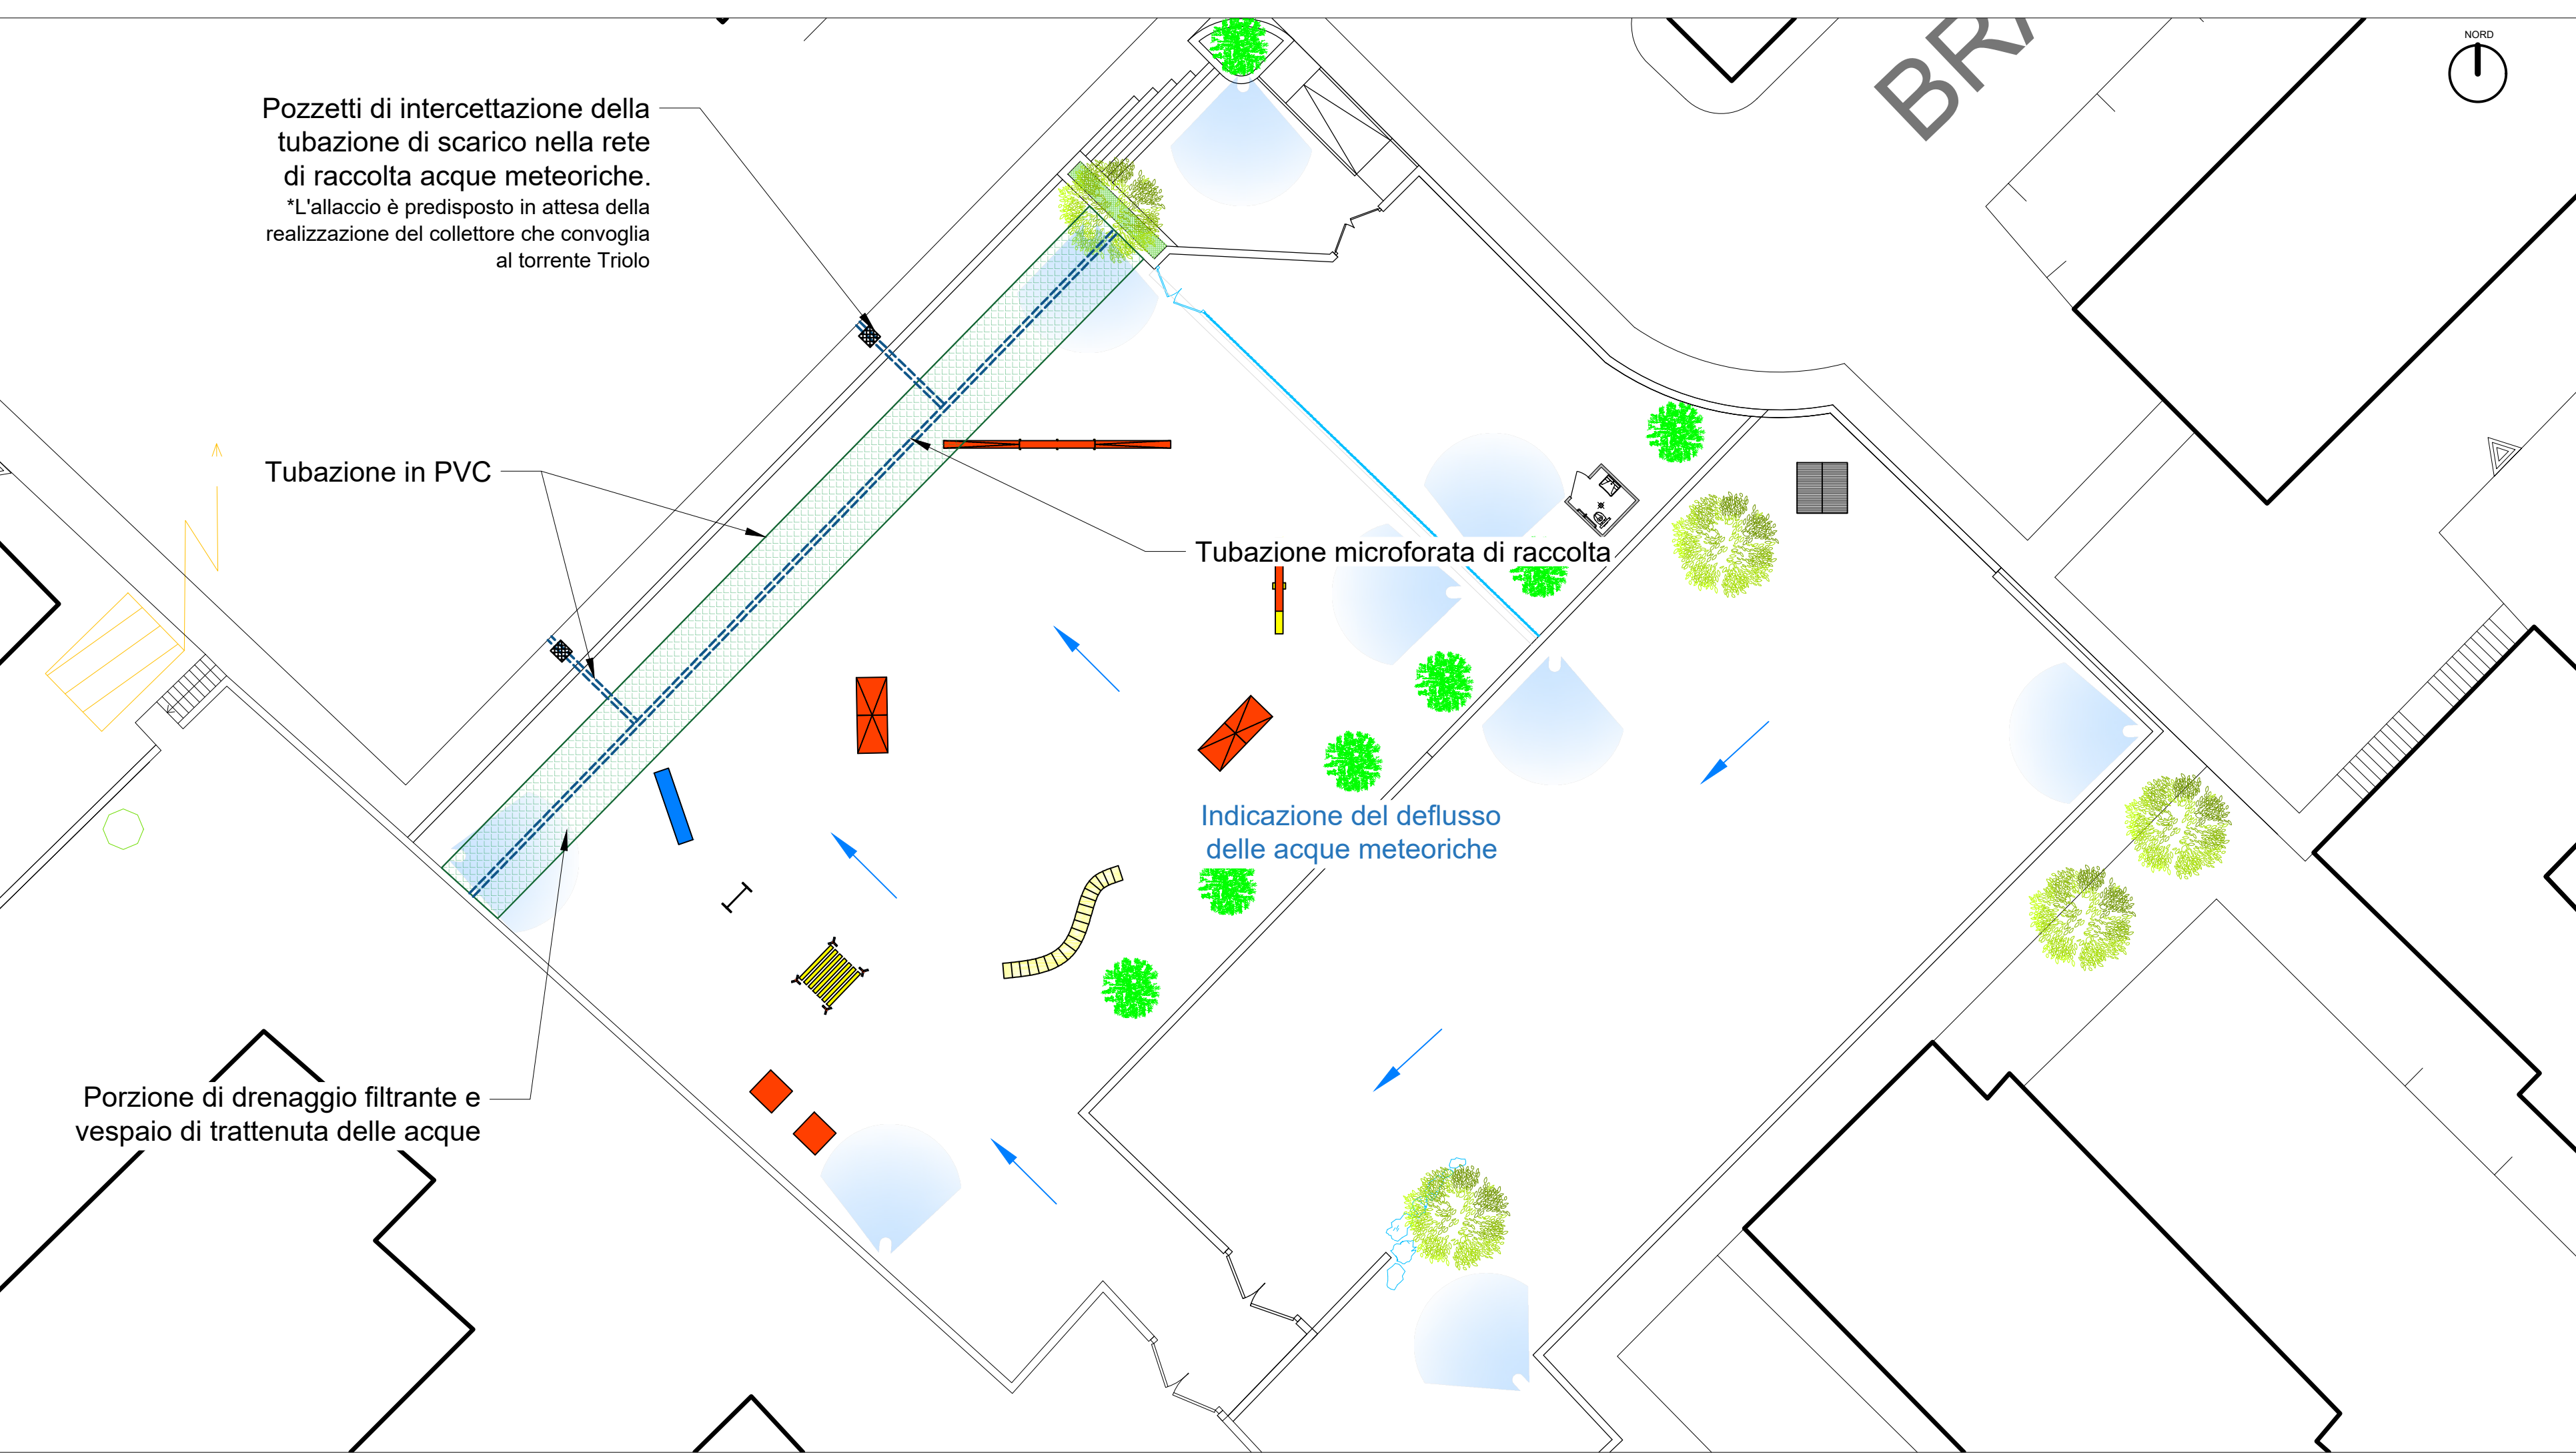 NORD
BRA
Pozzetti di intercettazione della
tubazione di scarico nella rete
di raccolta acque meteoriche.
*L'allaccio è predisposto in attesa della
realizzazione del collettore che convoglia
al torrente Triolo
Tubazione in PVC
Tubazione microforata di raccolta
Indicazione del deflusso
delle acque meteoriche
Porzione di drenaggio filtrante e
vespaio di trattenuta delle acque